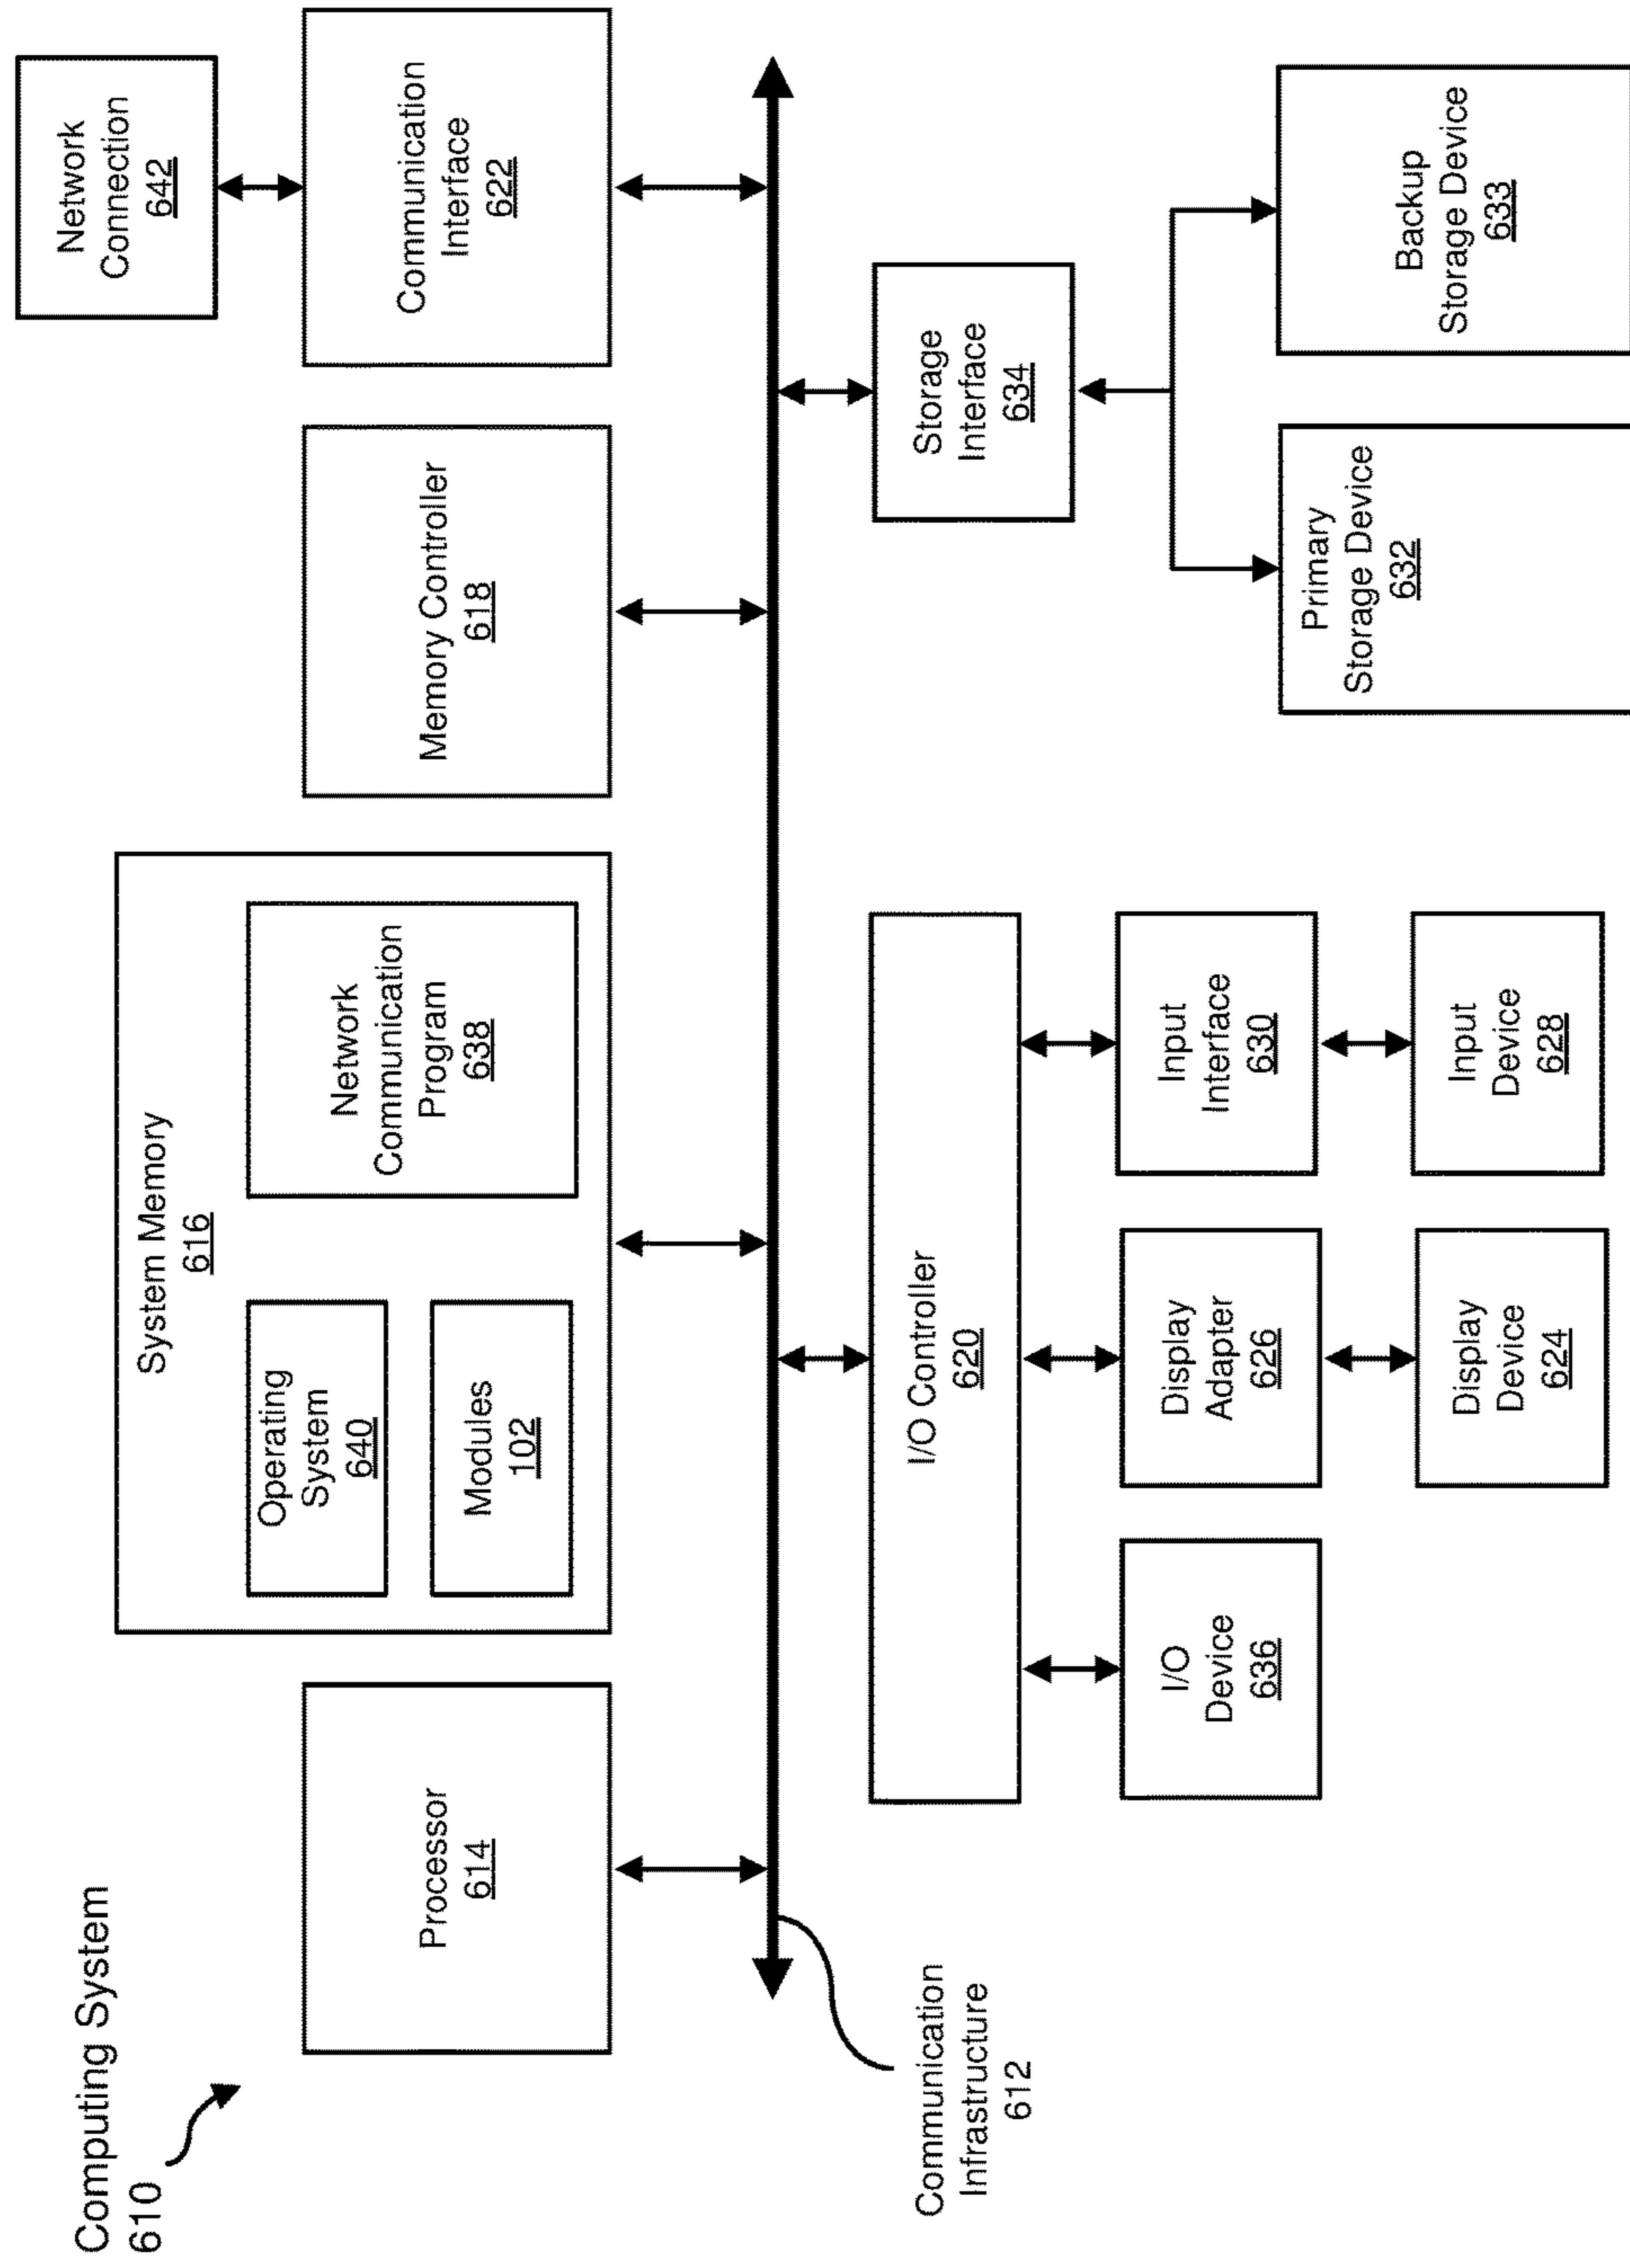 Computing System
610
Processor
614
System Memory
616
Operating
System
640
Modules
102
Network
Communication
Program
638
Memory Controller
618
Communication
Interface
622
Network
Connection
642
Communication
Infrastructure
612
I/O Controller
620
I/O
Device
636
Display
Adapter
626
Input
Interface
630
Display
Device
624
Input
Device
628
Storage
Interface
634
Primary
Storage Device
632
Backup
Storage Device
633